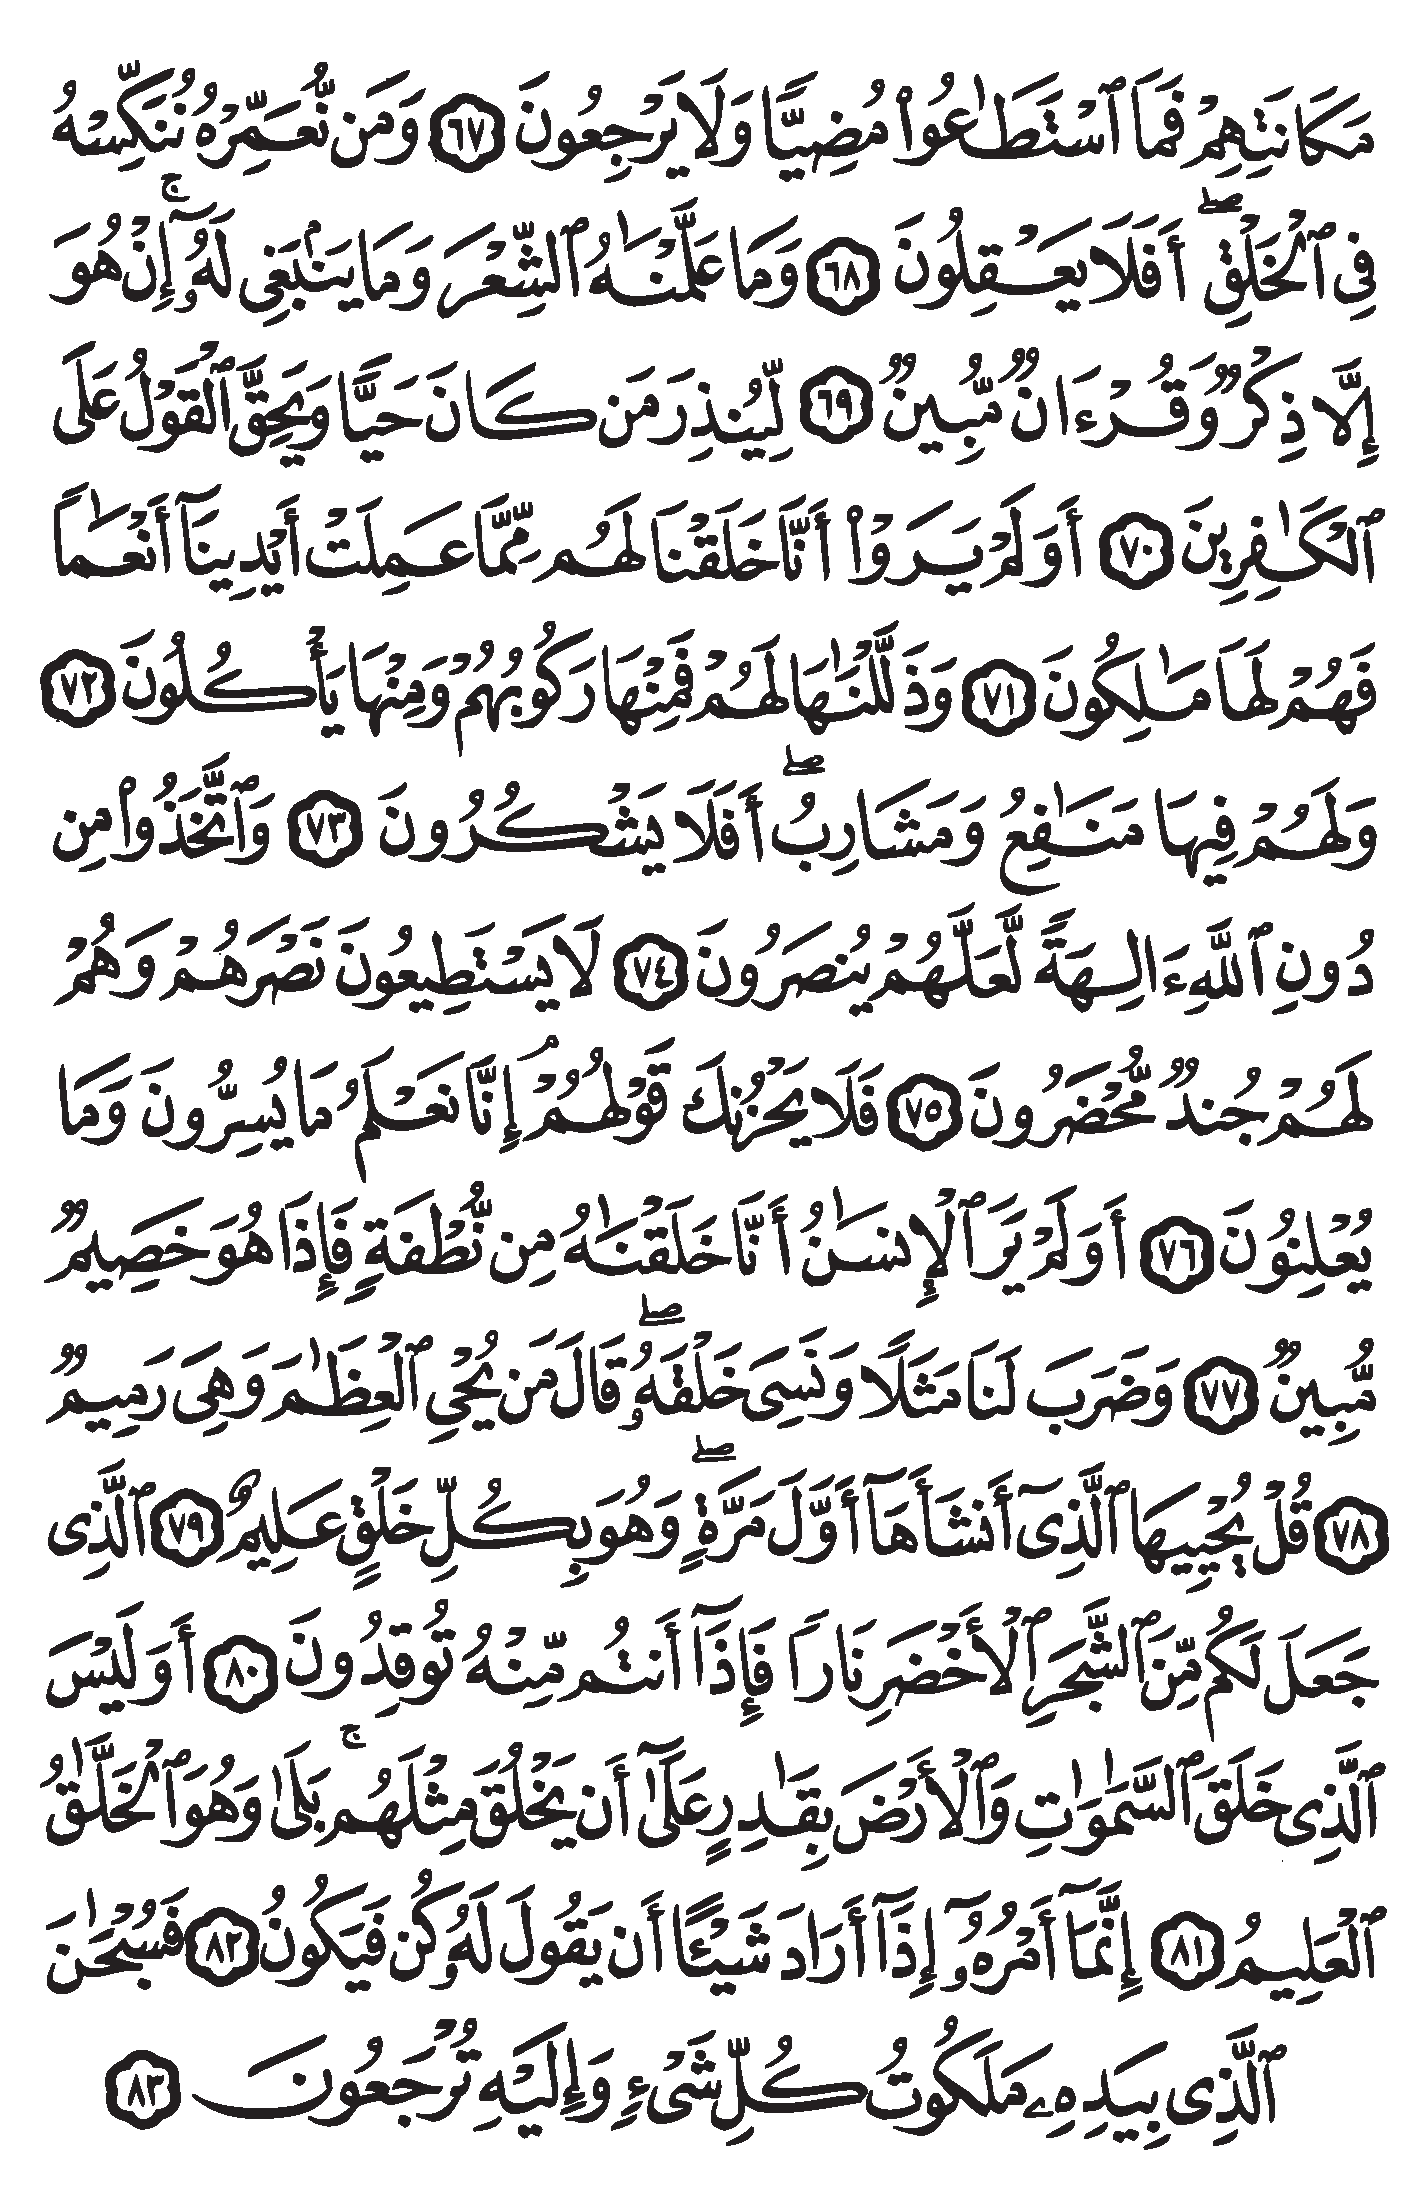 مَكَانَتِهِمْ فَمَا ٱسْتَطَٰعُوا۟ مُضِيًّا وَلَا يَرْجِعُونَ ٦٧ وَمَن نُّعَمِّرْهُ نُنَكِّسْهُ
فِى ٱلْخَلْقِ ۖ أَفَلَا يَعْقِلُونَ ٦٨ وَمَا عَلَّمْنَٰهُ ٱلشِّعْرَ وَمَا يَنۢبَغِى لَهُۥٓ ۚ إِنْ هُوَ
إِلَّا ذِكْرٌ وَقُرْءَانٌ مُّبِينٌ ٦٩ لِّيُنذِرَ مَن كَانَ حَيًّا وَيَحِقَّ ٱلْقَوْلُ عَلَى
ٱلْكَٰفِرِينَ ٧٠ أَوَلَمْ يَرَوْا۟ أَنَّا خَلَقْنَا لَهُم مِّمَّا عَمِلَتْ أَيْدِينَآ أَنْعَٰمًا
فَهُمْ لَهَا مَٰلِكُونَ ٧١ وَذَلَّلْنَٰهَا لَهُمْ فَمِنْهَا رَكُوبُهُمْ وَمِنْهَا يَأْكُلُونَ ٧٢
وَلَهُمْ فِيهَا مَنَٰفِعُ وَمَشَارِبُ ۖ أَفَلَا يَشْكُرُونَ ٧٣ وَٱتَّخَذُوا۟ مِن
دُونِ ٱللَّهِ ءَالِهَةً لَّعَلَّهُمْ يُنصَرُونَ ٧٤ لَا يَسْتَطِيعُونَ نَصْرَهُمْ وَهُمْ
لَهُمْ جُندٌ مُّحْضَرُونَ ٧٥ فَلَا يَحْزُنكَ قَوْلُهُمْ ۘ إِنَّا نَعْلَمُ مَا يُسِرُّونَ وَمَا
يُعْلِنُونَ ٧٦ أَوَلَمْ يَرَ ٱلْإِنسَٰنُ أَنَّا خَلَقْنَٰهُ مِن نُّطْفَةٍ فَإِذَا هُوَ خَصِيمٌ
مُّبِينٌ ٧٧ وَضَرَبَ لَنَا مَثَلًا وَنَسِىَ خَلْقَهُۥ ۖ قَالَ مَن يُحْىِ ٱلْعِظَٰمَ وَهِىَ رَمِيمٌ
٧٨ قُلْ يُحْيِيهَا ٱلَّذِىٓ أَنشَأَهَآ أَوَّلَ مَرَّةٍ ۖ وَهُوَ بِكُلِّ خَلْقٍ عَلِيمٌ ٧٩ ٱلَّذِى
جَعَلَ لَكُم مِّنَ ٱلشَّجَرِ ٱلْأَخْضَرِ نَارًا فَإِذَآ أَنتُم مِّنْهُ تُوقِدُونَ ٨٠ أَوَلَيْسَ
ٱلَّذِى خَلَقَ ٱلسَّمَٰوَٰتِ وَٱلْأَرْضَ بِقَٰدِرٍ عَلَىٰٓ أَن يَخْلُقَ مِثْلَهُم ۚ بَلَىٰ وَهُوَ ٱلْخَلَّٰقُ
ٱلْعَلِيمُ ٨١ إِنَّمَآ أَمْرُهُۥٓ إِذَآ أَرَادَ شَيْـًٔا أَن يَقُولَ لَهُۥ كُن فَيَكُونُ ٨٢ فَسُبْحَٰنَ
ٱلَّذِى بِيَدِهِۦ مَلَكُوتُ كُلِّ شَىْءٍ وَإِلَيْهِ تُرْجَعُونَ ٨٣